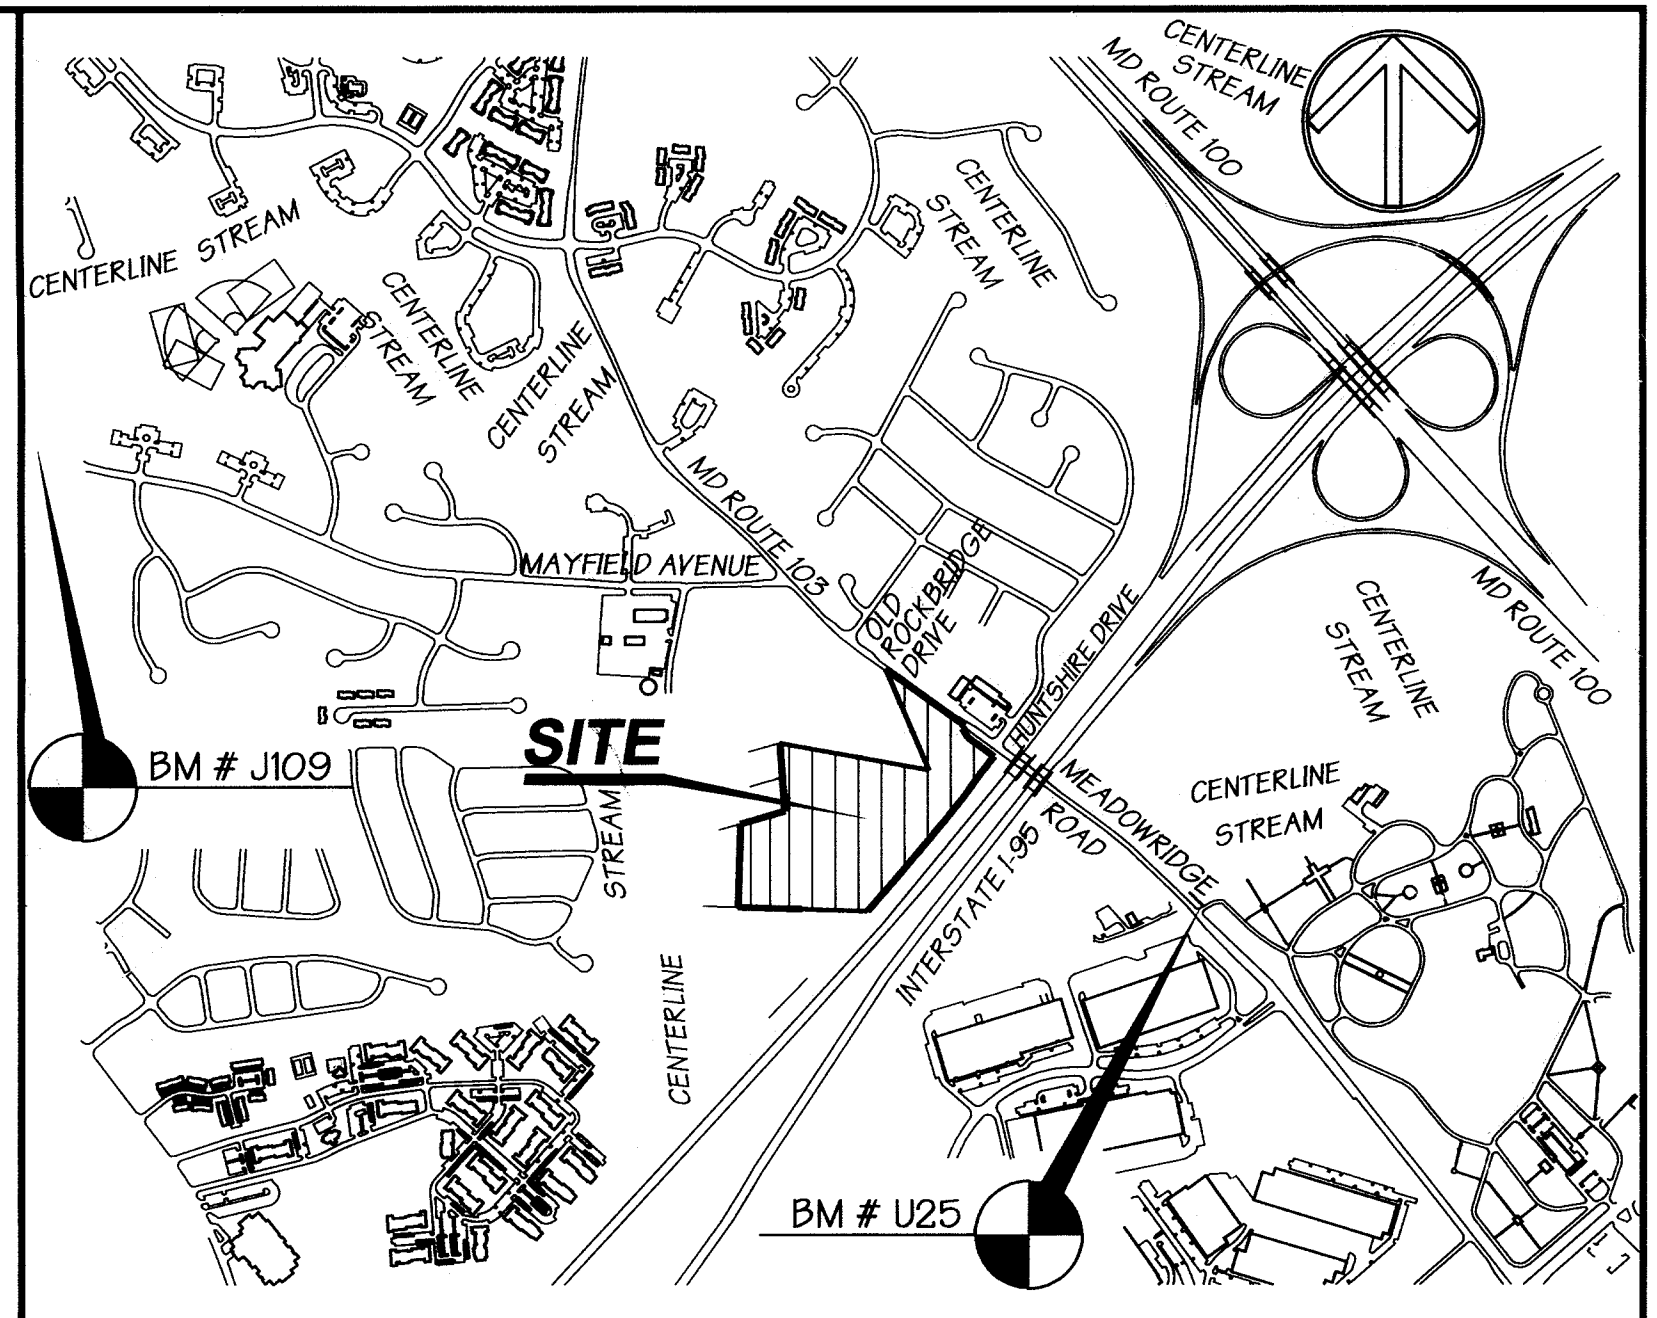 CENTERLINE
STREAM
MD ROUTE 100
CENTERLINE STREAM
CENTERLINE
STREAM
CENTERLINE
STREAM
CENTERLINE
STREAM
MD ROUTE 103
MAYFIELD AVENUE
OLD
ROCKBRIDGE
DRIVE
HUNTSHIRE DRIVE
CENTERLINE
STREAM
MD ROUTE 100
SITE
BM # J109
MEADOWRIDGE
ROAD
CENTERLINE
STREAM
INTERSTATE I-95
STREAM
CENTERLINE
BM # U25